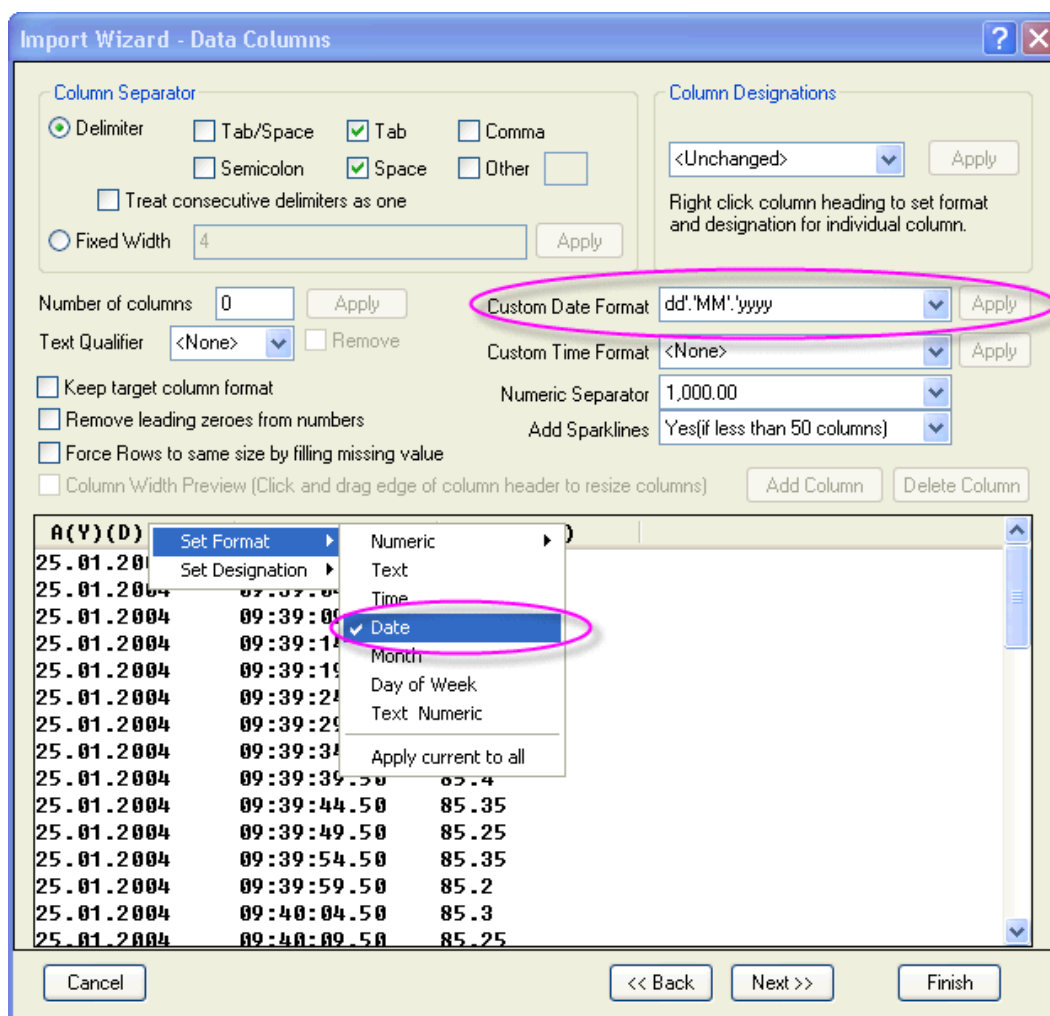 Import Wizard - Data Columns
Column Separator
Delimiter
Tab/Space
Tab
Comma
Semicolon
Space
Other
Treat consecutive delimiters as one
Fixed Width
4
Apply
Column Designations
<Unchanged>
Apply
Right click column heading to set format
and designation for individual column.
Number of columns
0
Apply
Text Qualifier
<None>
Remove
Custom Date Format
dd'.'MM'.'yyyy
Apply
Custom Time Format
<None>
Apply
Numeric Separator
1,000.00
Add Sparklines
Yes(if less than 50 columns)
Keep target column format
Remove leading zeroes from numbers
Force Rows to same size by filling missing value
Column Width Preview (Click and drag edge of column header to resize columns)
Add Column
Delete Column
A(Y)(D)
Set Format
Set Designation
Numeric
Text
Time
Date
Month
Day of Week
Text Numeric
Apply current to all
25.01.2004
25.01.2004
25.01.2004
25.01.2004
25.01.2004
25.01.2004
25.01.2004
25.01.2004 09:39:39.50 85.4
25.01.2004 09:39:44.50 85.35
25.01.2004 09:39:49.50 85.25
25.01.2004 09:39:54.50 85.35
25.01.2004 09:39:59.50 85.2
25.01.2004 09:40:04.50 85.3
25.01.2004 09:40:09.50 85.25
Cancel
<< Back
Next >>
Finish